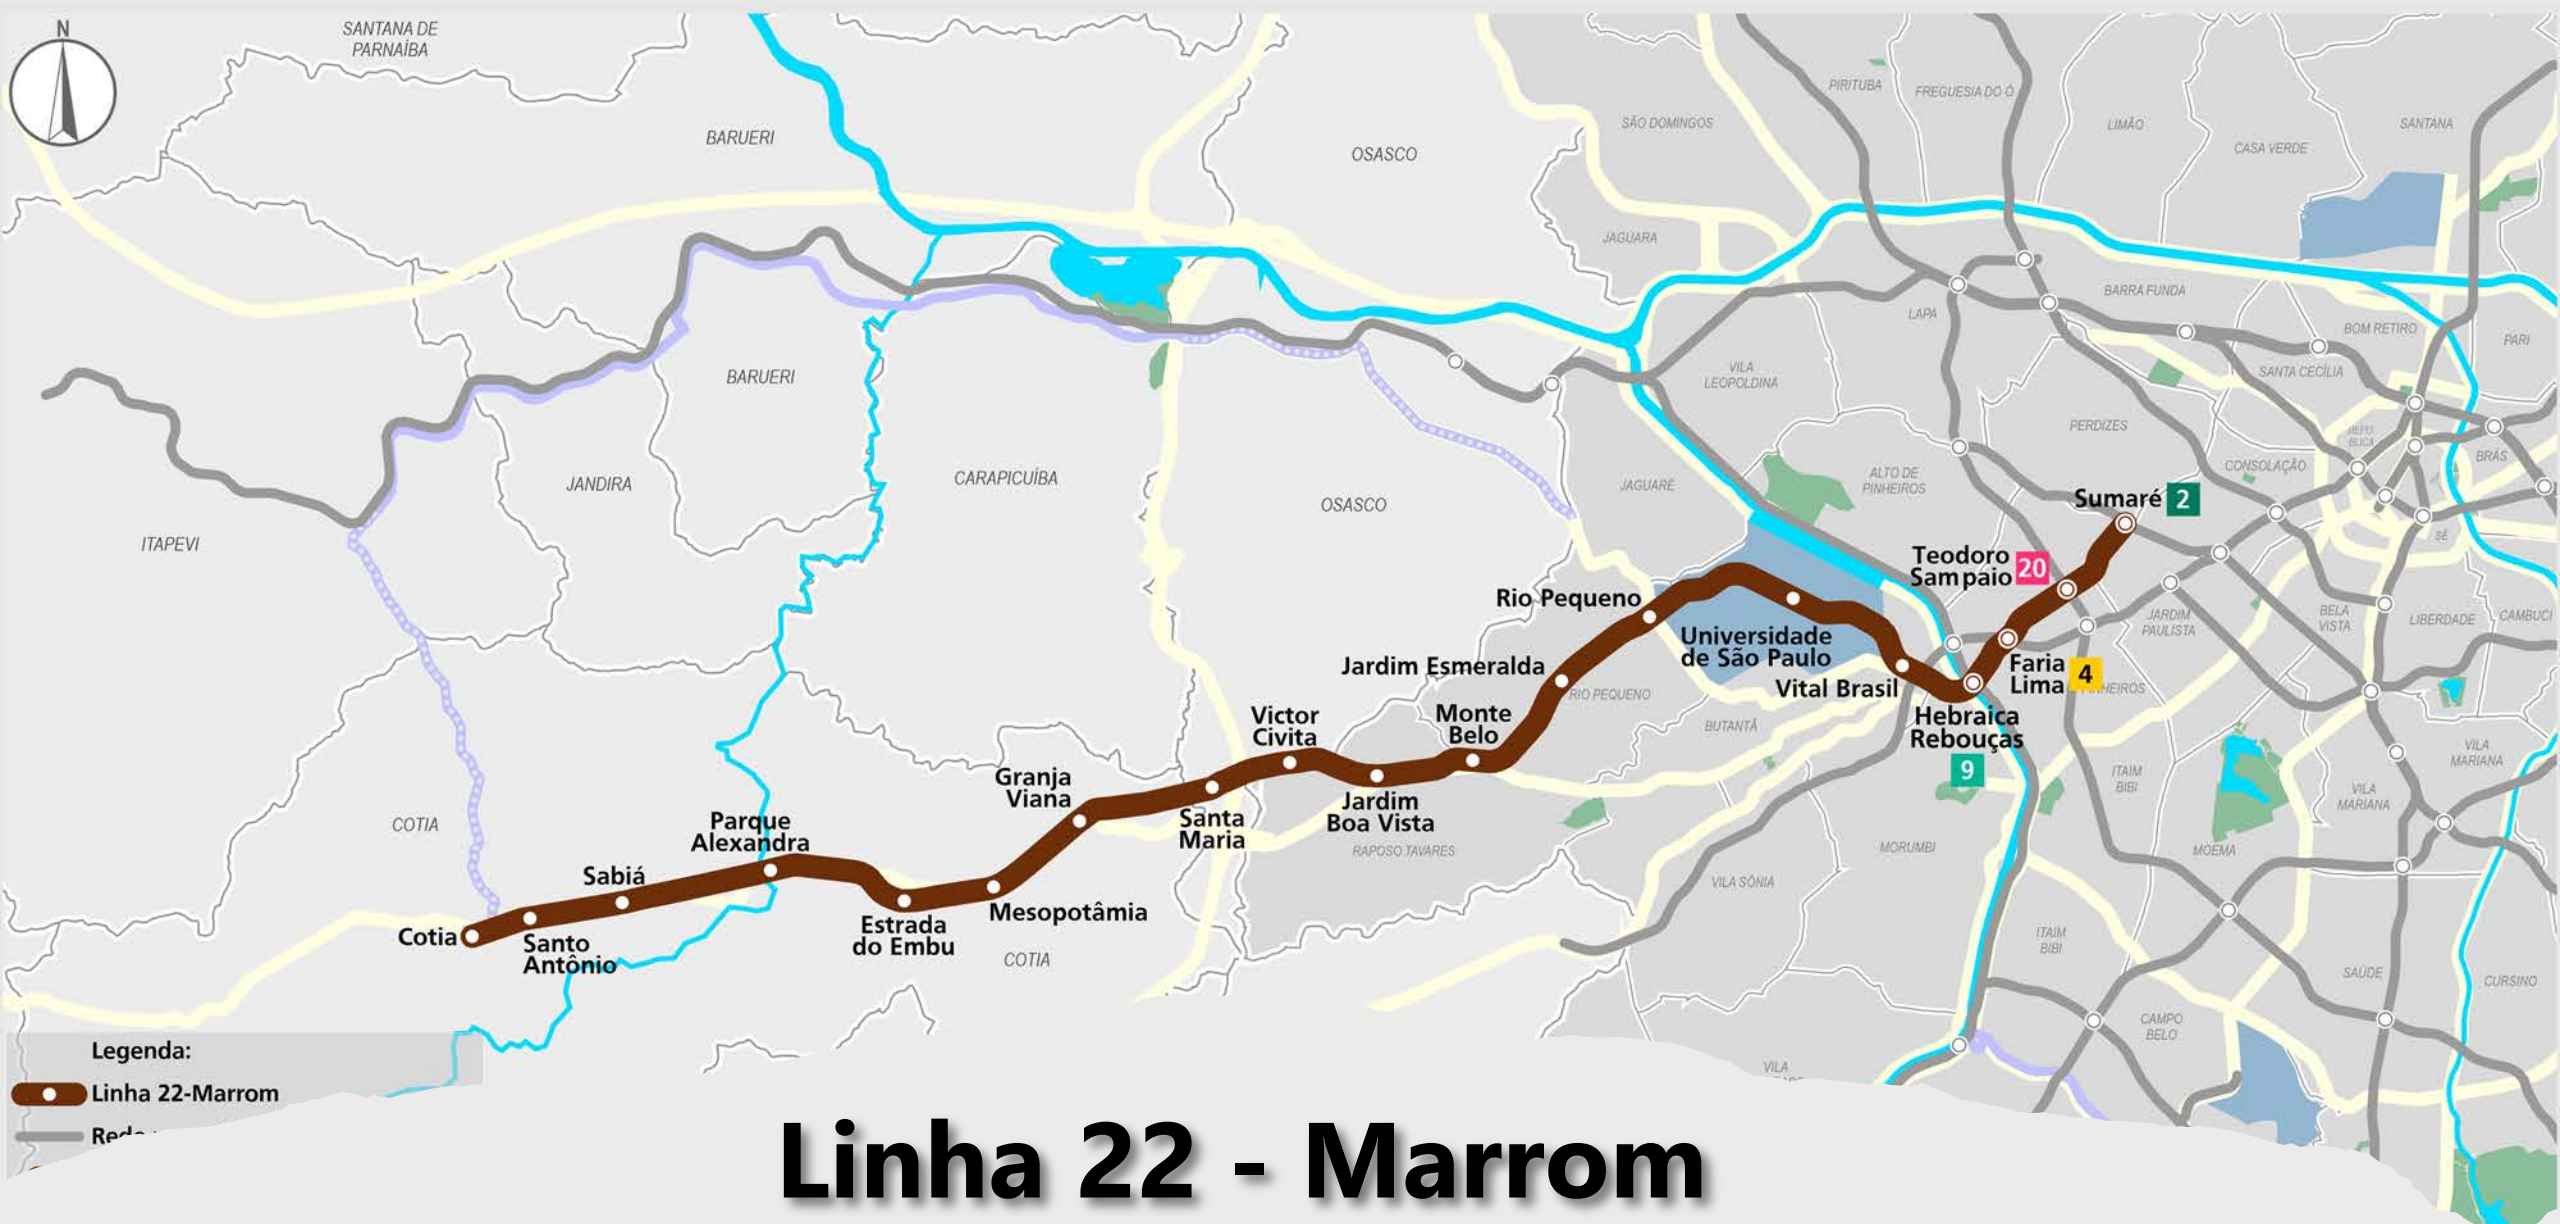 N
SANTANA DE
PARNAÍBA
BARUERI
OSASCO
SÃO DOMINGOS
PIRITUBA
FREGUESIA DO Ó
LIMÃO
CASA VERDE
SANTANA
JAGUARA
BARRA FUNDA
LAPA
BOM RETIRO
PARI
VILA
LEOPOLDINA
SANTA CECÍLIA
BARUERI
PERDIZES
REPÚ-
BLICA
BRÁS
CONSOLAÇÃO
JANDIRA
CARAPICUÍBA
OSASCO
JAGUARÉ
ALTO DE
PINHEIROS
Sumaré 2
SÉ
ITAPEVI
Teodoro
Sampaio 20
Rio Pequeno
JARDIM
PAULISTA
BELA
VISTA
LIBERDADE
CAMBUCI
Universidade
de São Paulo
Jardim Esmeralda
RIO PEQUENO
Vital Brasil
Faria
Lima 4
Hebraica
Rebouças
9
BUTANTÃ
Victor
Civita
Monte
Belo
Granja
Viana
Santa
Maria
Jardim
Boa Vista
RAPOSO TAVARES
ITAIM
BIBI
VILA
MARIANA
VILA
MARIANA
MORUMBI
MOEMA
VILA SÔNIA
COTIA
Parque
Alexandra
Sabiá
Cotia
Santo
Antônio
Estrada
do Embu
Mesopotâmia
COTIA
ITAIM
BIBI
SAÚDE
CURSINO
CAMPO
BELO
VILA
Legenda:
Linha 22-Marrom
Linha 22 - Marrom